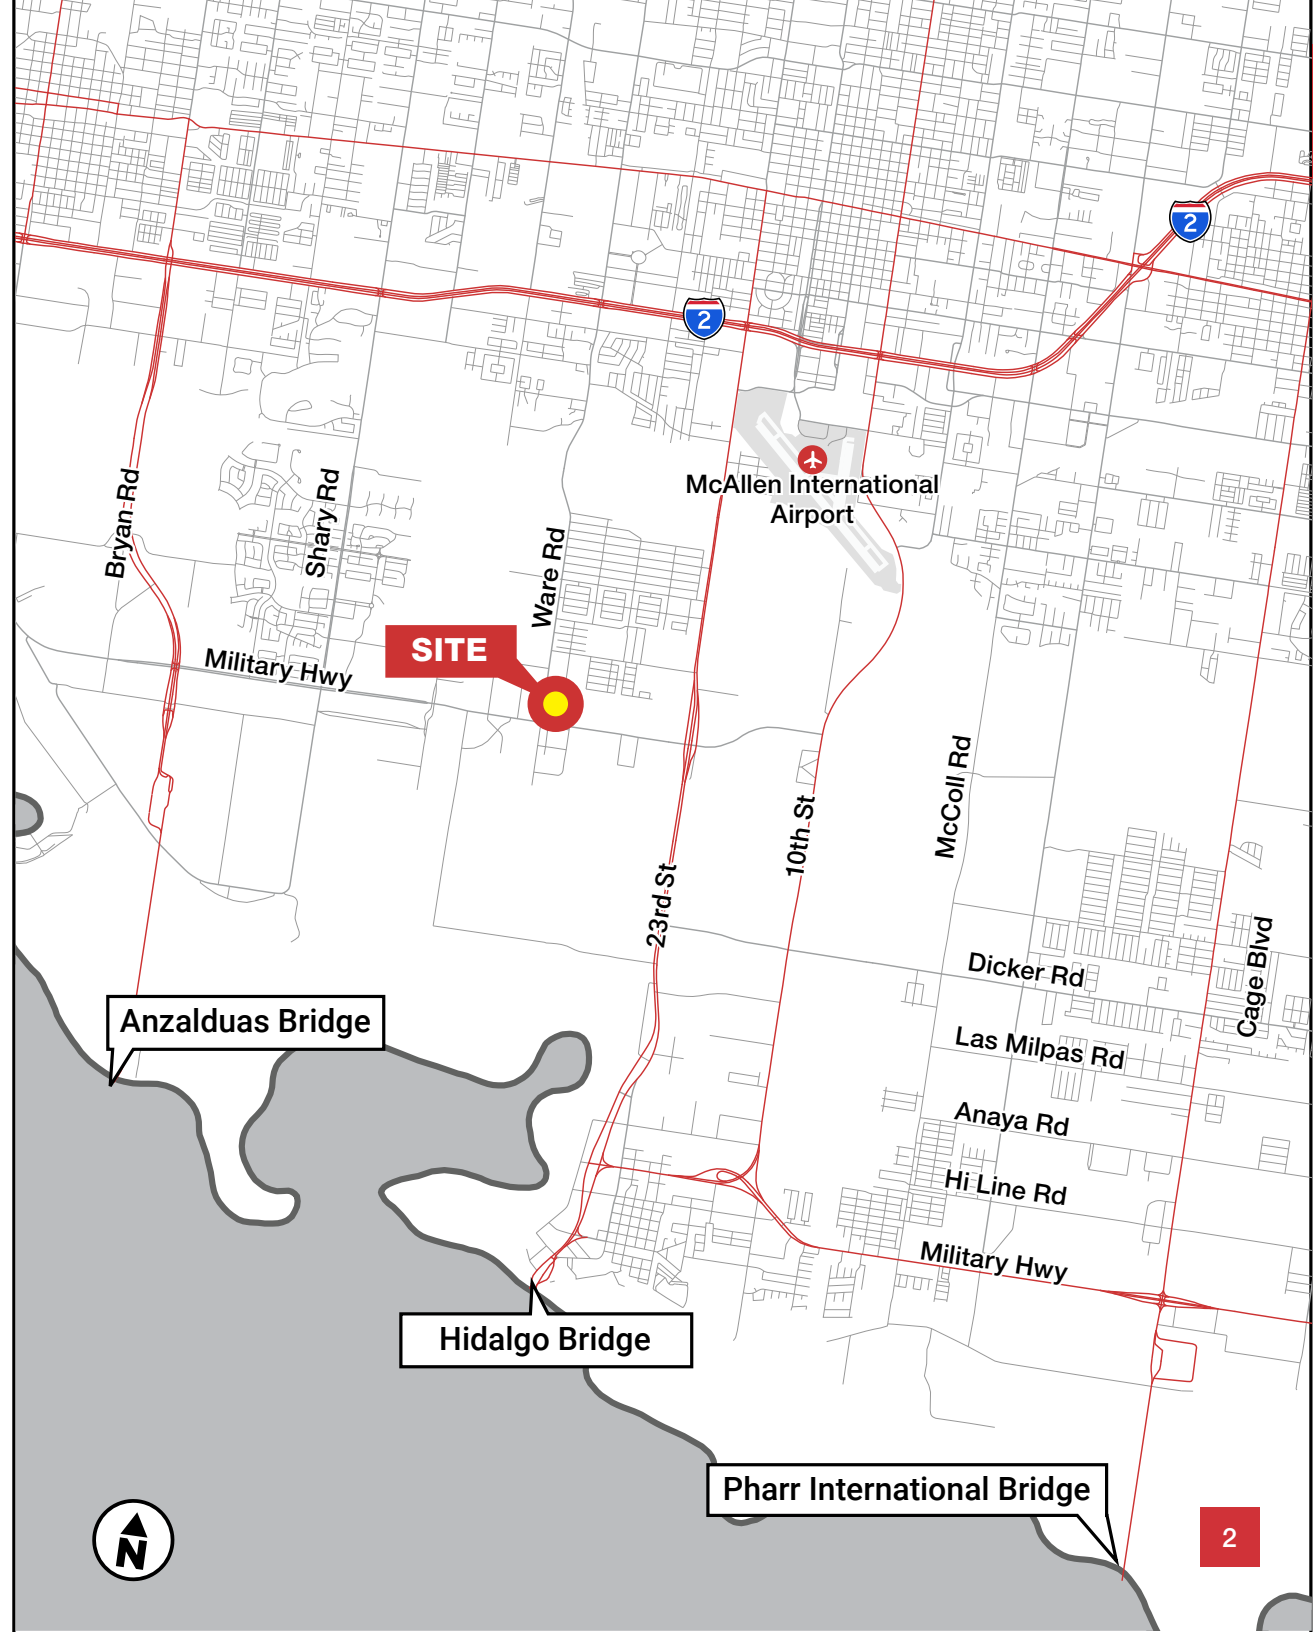 2
2
McAllen International
Airport
Bryan Rd
Shary Rd
Ware Rd
SITE
Military Hwy
McColl Rd
10th St
23rd St
Cage Blvd
Dicker Rd
Anzalduas Bridge
Las Milpas Rd
Anaya Rd
Hi Line Rd
Military Hwy
Hidalgo Bridge
Pharr International Bridge
N
2